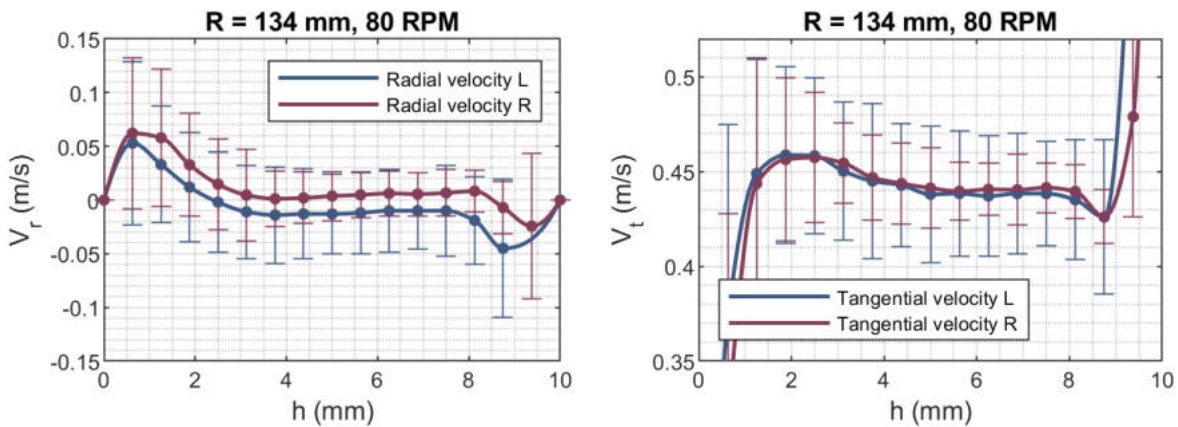 R = 134 mm, 80 RPM
0.15
0.1
0.05
0
-0.05
-0.1
-0.15
V_r (m/s)
Radial velocity L
Radial velocity R
0 2 4 6 8 10
h (mm)
R = 134 mm, 80 RPM
0.5
0.45
0.4
0.35
V_t (m/s)
Tangential velocity L
Tangential velocity R
0 2 4 6 8 10
h (mm)